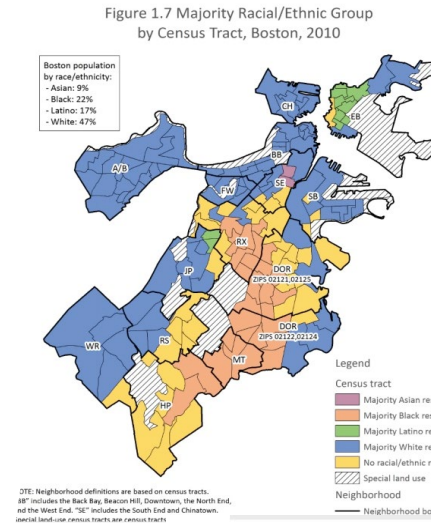 Figure 1.7 Majority Racial/Ethnic Group
by Census Tract, Boston, 2010
Boston population
by race/ethnicity:
- Asian: 9%
- Black: 22%
- Latino: 17%
- White: 47%
CH
EB
A/B
BB
FW
SE
SB
RX
JP
DOR
ZIPS 02121,02125
DOR
ZIPS 02122,02124
WR
RS
MT
HP
Legend
Census tract
Majority Asian res
Majority Black res
Majority Latino re
Majority White re
No racial/ethnic m
Special land use
Neighborhood
Neighborhood bo
OTE: Neighborhood definitions are based on census tracts.
BB" includes the Back Bay, Beacon Hill, Downtown, the North End,
nd the West End. "SE" includes the South End and Chinatown.
special land-use census tracts are census tracts